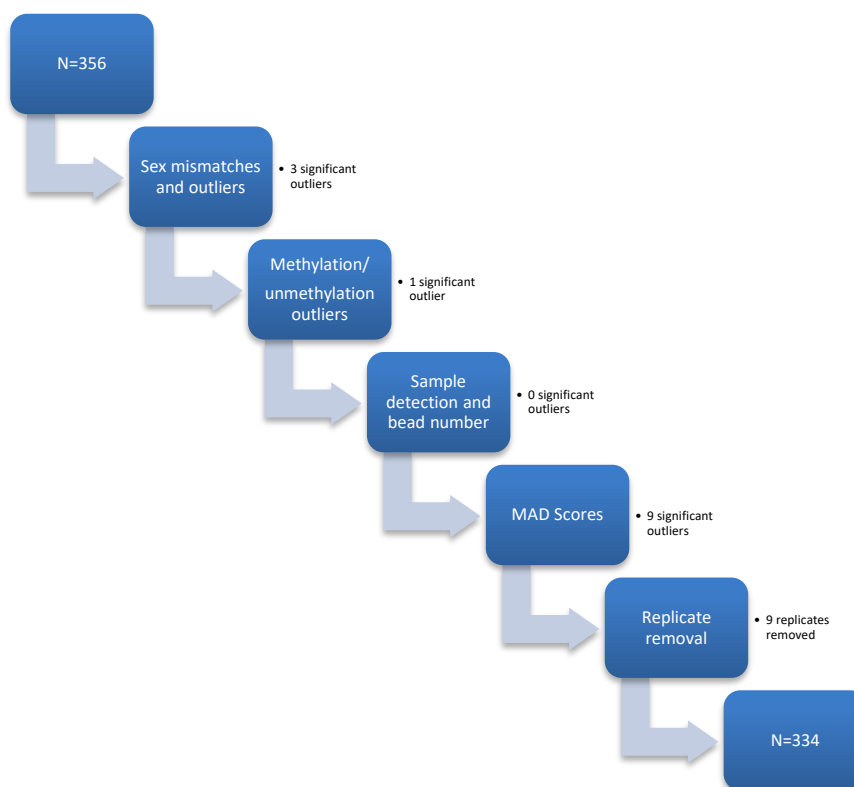 N=356
Sex mismatches
and outliers
• 3 significant
outliers
Methylation/
unmethylation
outliers
• 1 significant
outlier
Sample
detection and
bead number
• 0 significant
outliers
MAD Scores
• 9 significant
outliers
Replicate
removal
• 9 replicates
removed
N=334